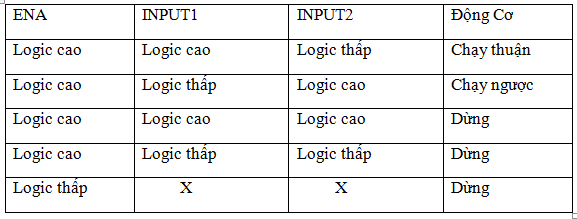 ENA INPUT1 INPUT2 Động Cơ
Logic cao Logic cao Logic thấp Chạy thuận
Logic cao Logic thấp Logic cao Chạy ngược
Logic cao Logic cao Logic cao Dừng
Logic cao Logic thấp Logic thấp Dừng
Logic thấp X X Dừng